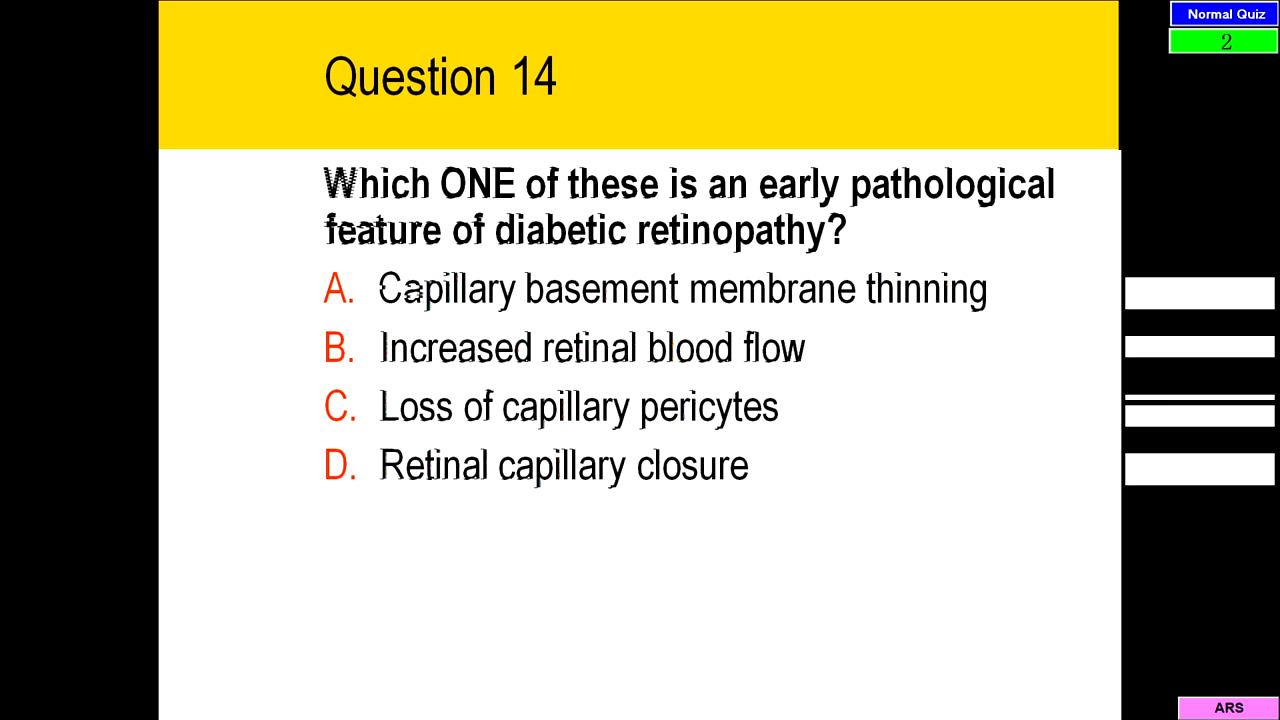 Normal Quiz
2
Question 14
Which ONE of these is an early pathological
feature of diabetic retinopathy?
A. Capillary basement membrane thinning
B. Increased retinal blood flow
C. Loss of capillary pericytes
D. Retinal capillary closure
ARS